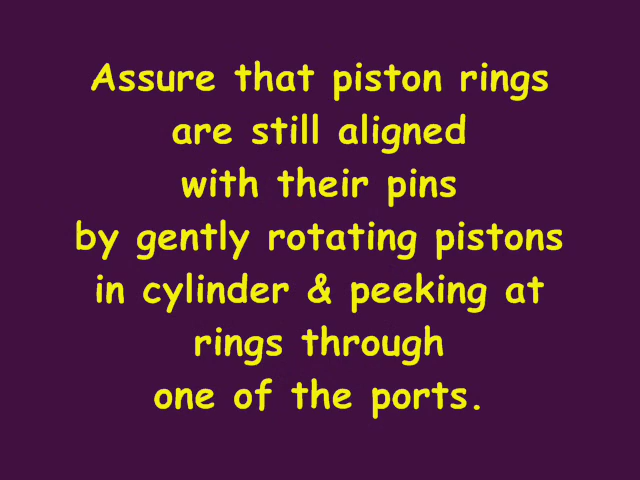 Assure that piston rings
are still aligned
with their pins
by gently rotating pistons
in cylinder & peeking at
rings through
one of the ports.